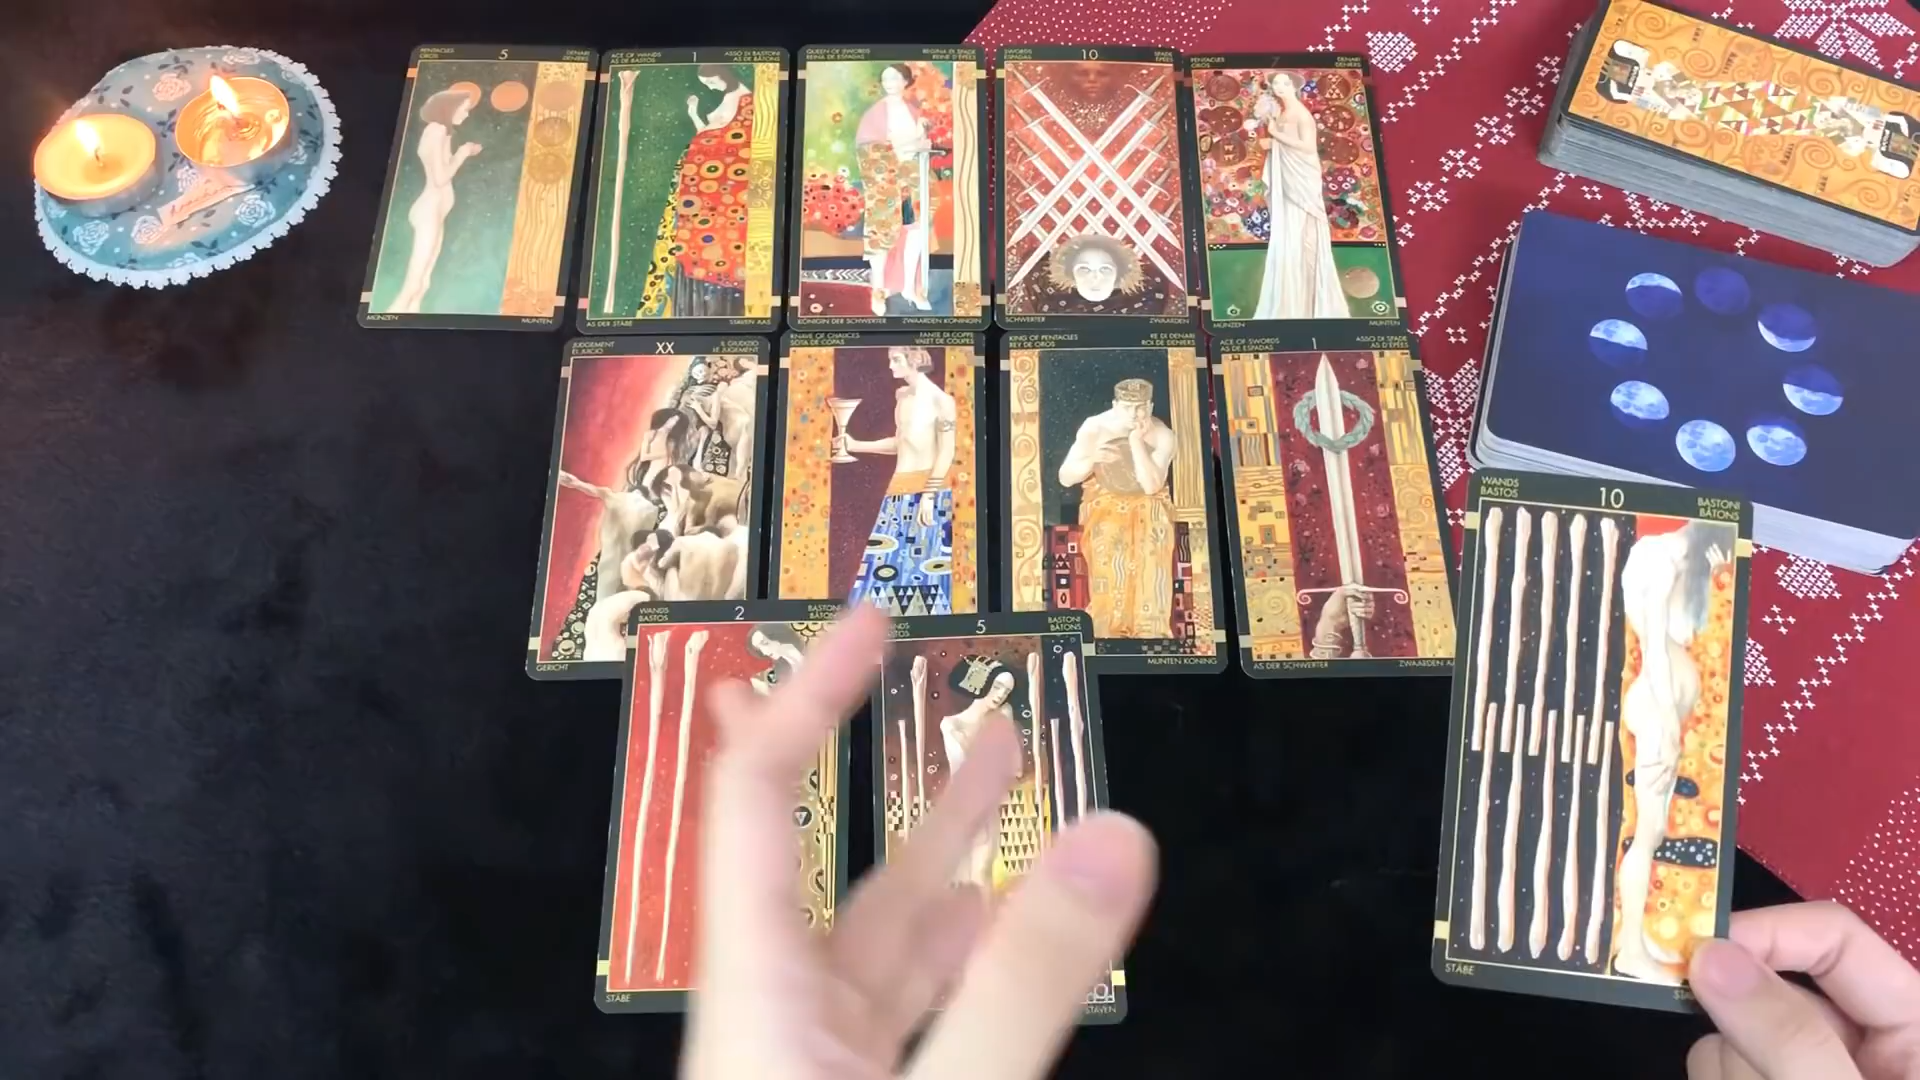 PENTACLES
OROS
5
DENARI
DENIERS
MÜNZEN
MUNTEN
ACE OF WANDS
AS DE BASTOS
1
ASSO DI BASTONI
AS DE BÂTONS
AS DER STÄBE
STAVEN AAS
QUEEN OF SWORDS
REINA DE ESPADAS
REGINA DI SPADE
REINE D'ÉPÉES
KÖNIGIN DER SCHWERTER
ZWAARDEN KONINGIN
SWORDS
ESPADAS
10
SPADE
ÉPÉES
SCHWERTER
ZWAARDEN
PENTACLES
OROS
7
DENARI
DENIERS
MÜNZEN
MUNTEN
JUDGEMENT
EL JUICIO
XX
IL GIUDIZIO
LE JUGEMENT
GERICHT
KNAVE OF CHALICES
SOTA DE COPAS
FANTE DI COPPE
VALET DE COUPES
KING OF PENTACLES
REY DE OROS
RE DI DENARI
ROI DE DENIERS
MUNTEN KONING
ACE OF SWORDS
AS DE ESPADAS
1
ASSO DI SPADE
AS D'ÉPÉES
AS DER SCHWERTER
ZWAARDEN
WANDS
BASTOS
2
BASTONI
BÂTONS
STÄBE
5
BASTONI
BÂTONS
STAVEN
WANDS
BASTOS
10
BASTONI
BÂTONS
STÄBE